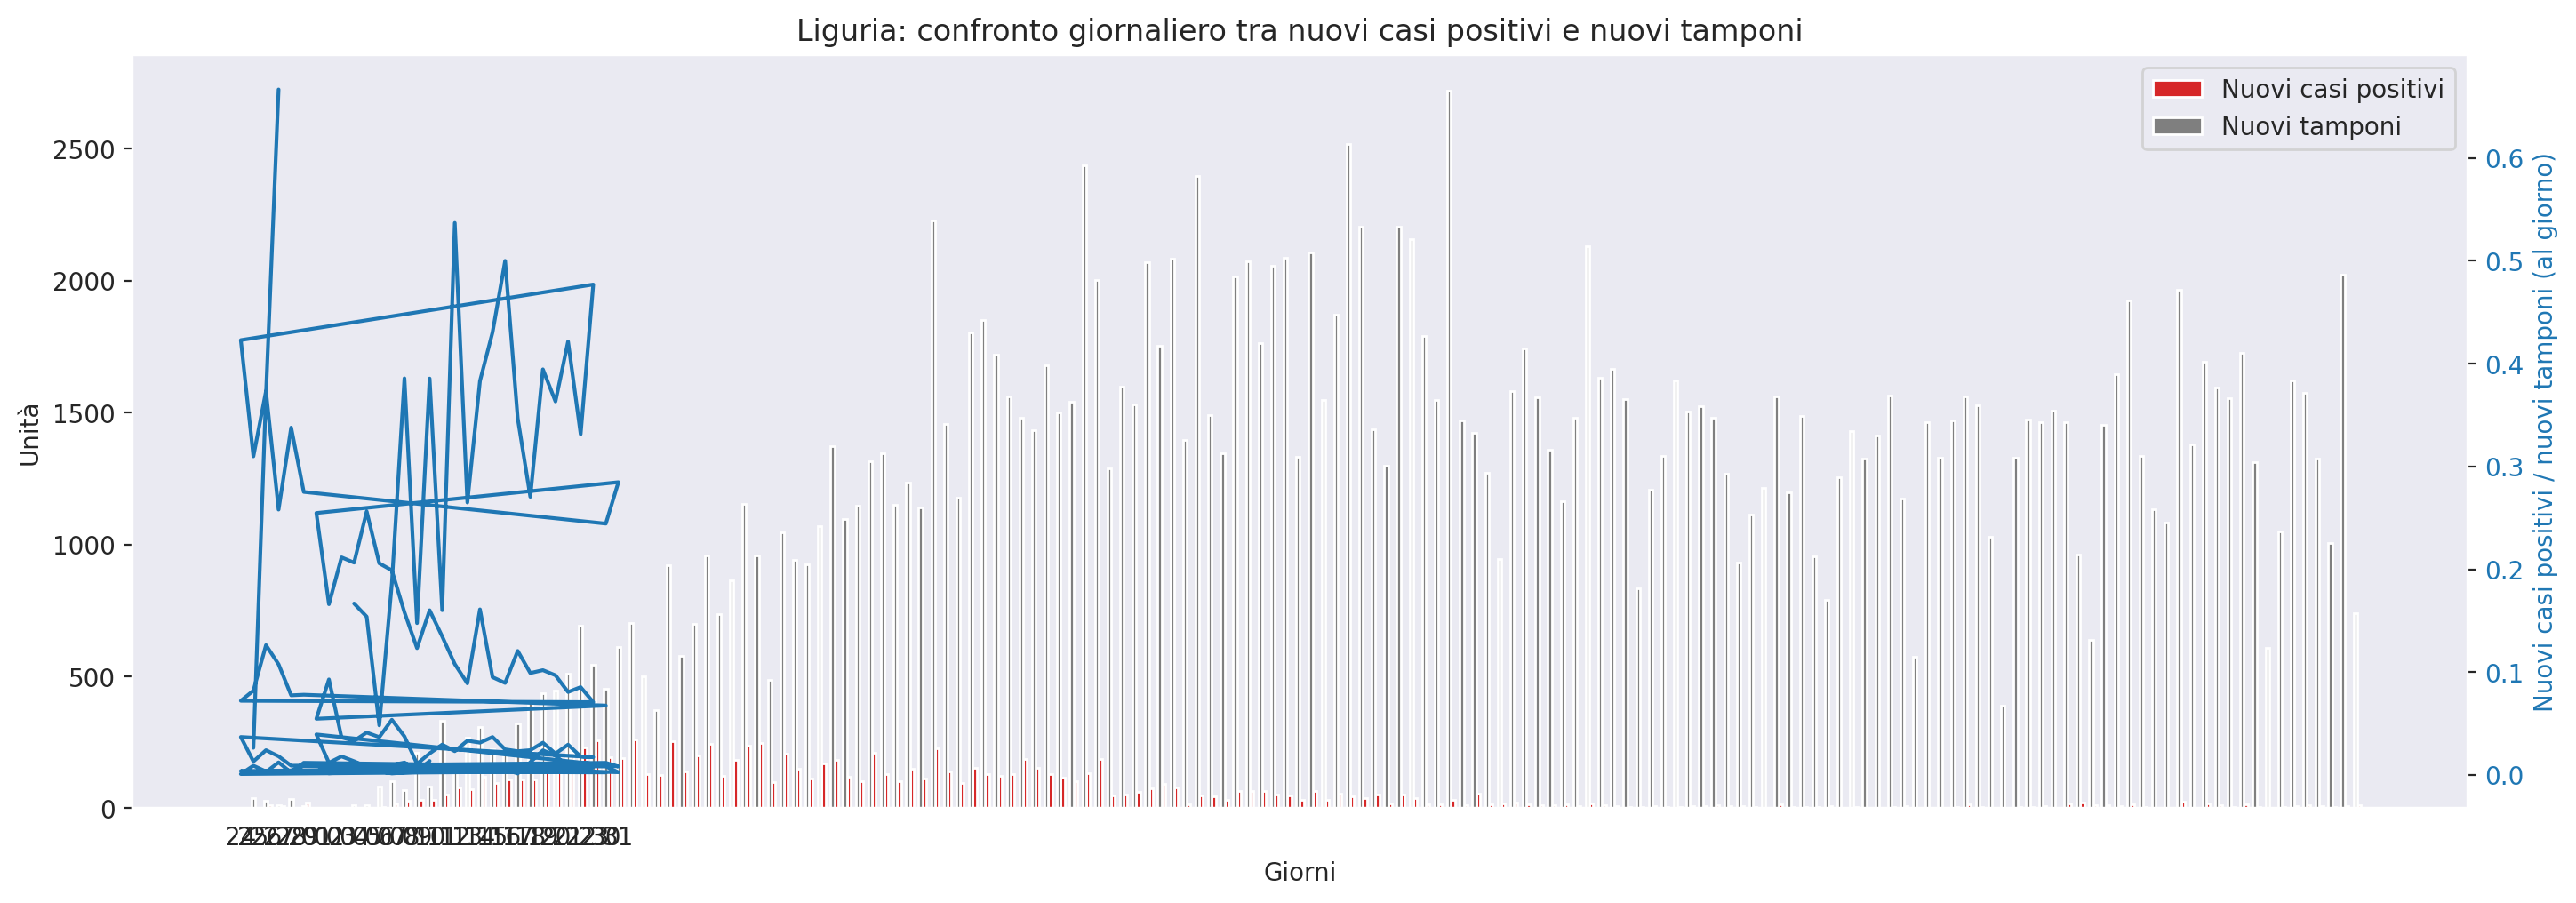 Liguria: confronto giornaliero tra nuovi casi positivi e nuovi tamponi
Nuovi casi positivi
Nuovi tamponi
Unità
2500
2000
1500
1000
500
0
0.6
0.5
0.4
0.3
0.2
0.1
0.0
Nuovi casi positivi / nuovi tamponi (al giorno)
Giorni